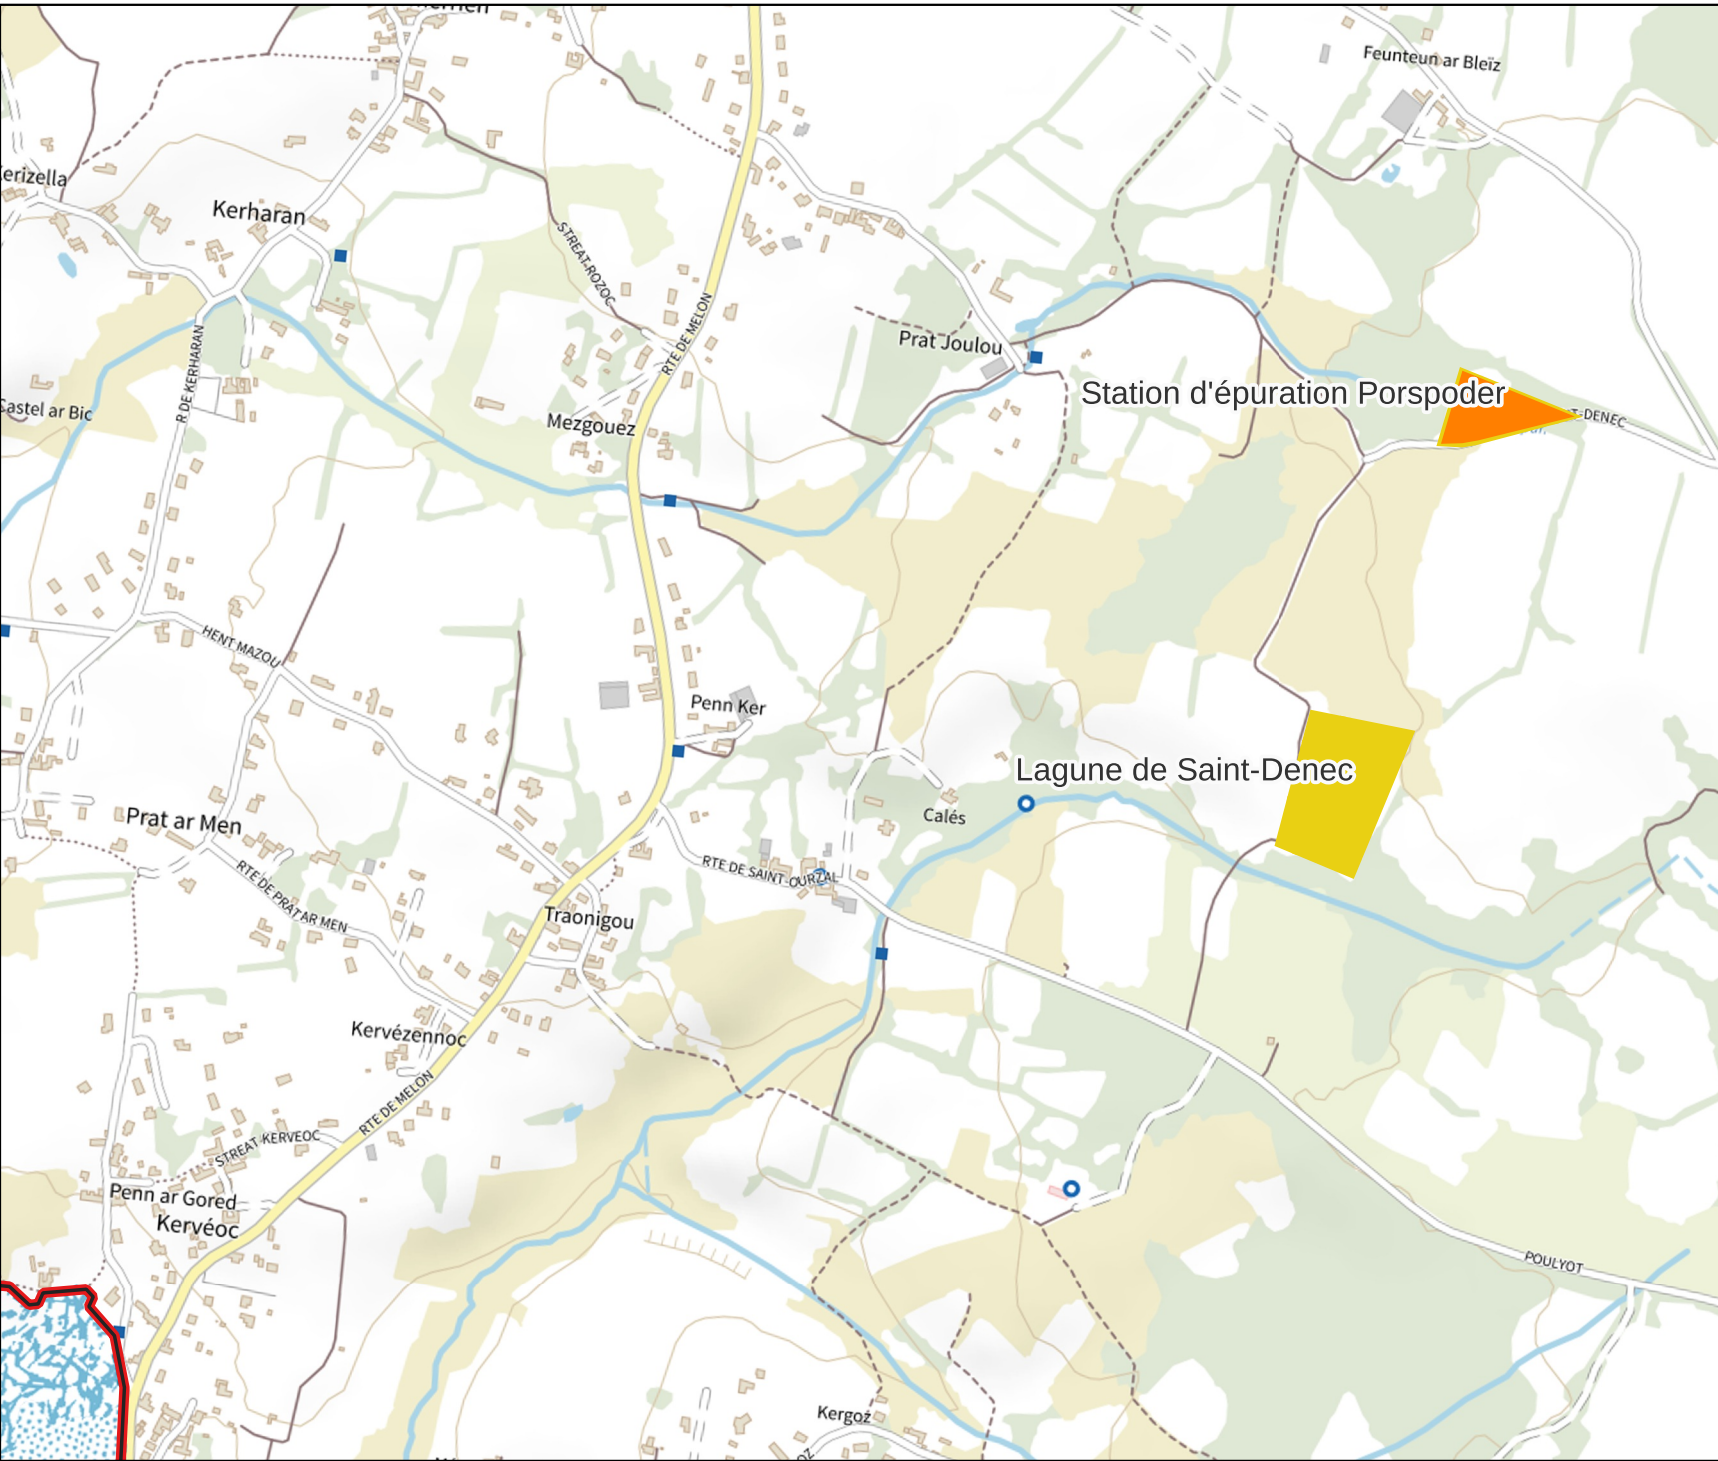 Feunteun ar Bleïz
Kerharan
STREAT-ROZOC
RTE DE MELON
R DE KERHARAN
Prat Joulou
Station d'épuration Porspoder
T-DENEC
Castel ar Bic
Mezgouez
HENT MAZOU
Penn Ker
Lagune de Saint-Denec
Calés
Prat ar Men
RTE DE PRAT AR MEN
RTE DE SAINT-OURZAL
Traonigou
Kervézennoc
RTE DE MELON
STREAT-KERVEOC
Penn ar Gored
Kervéoc
POULYOT
Kergoz